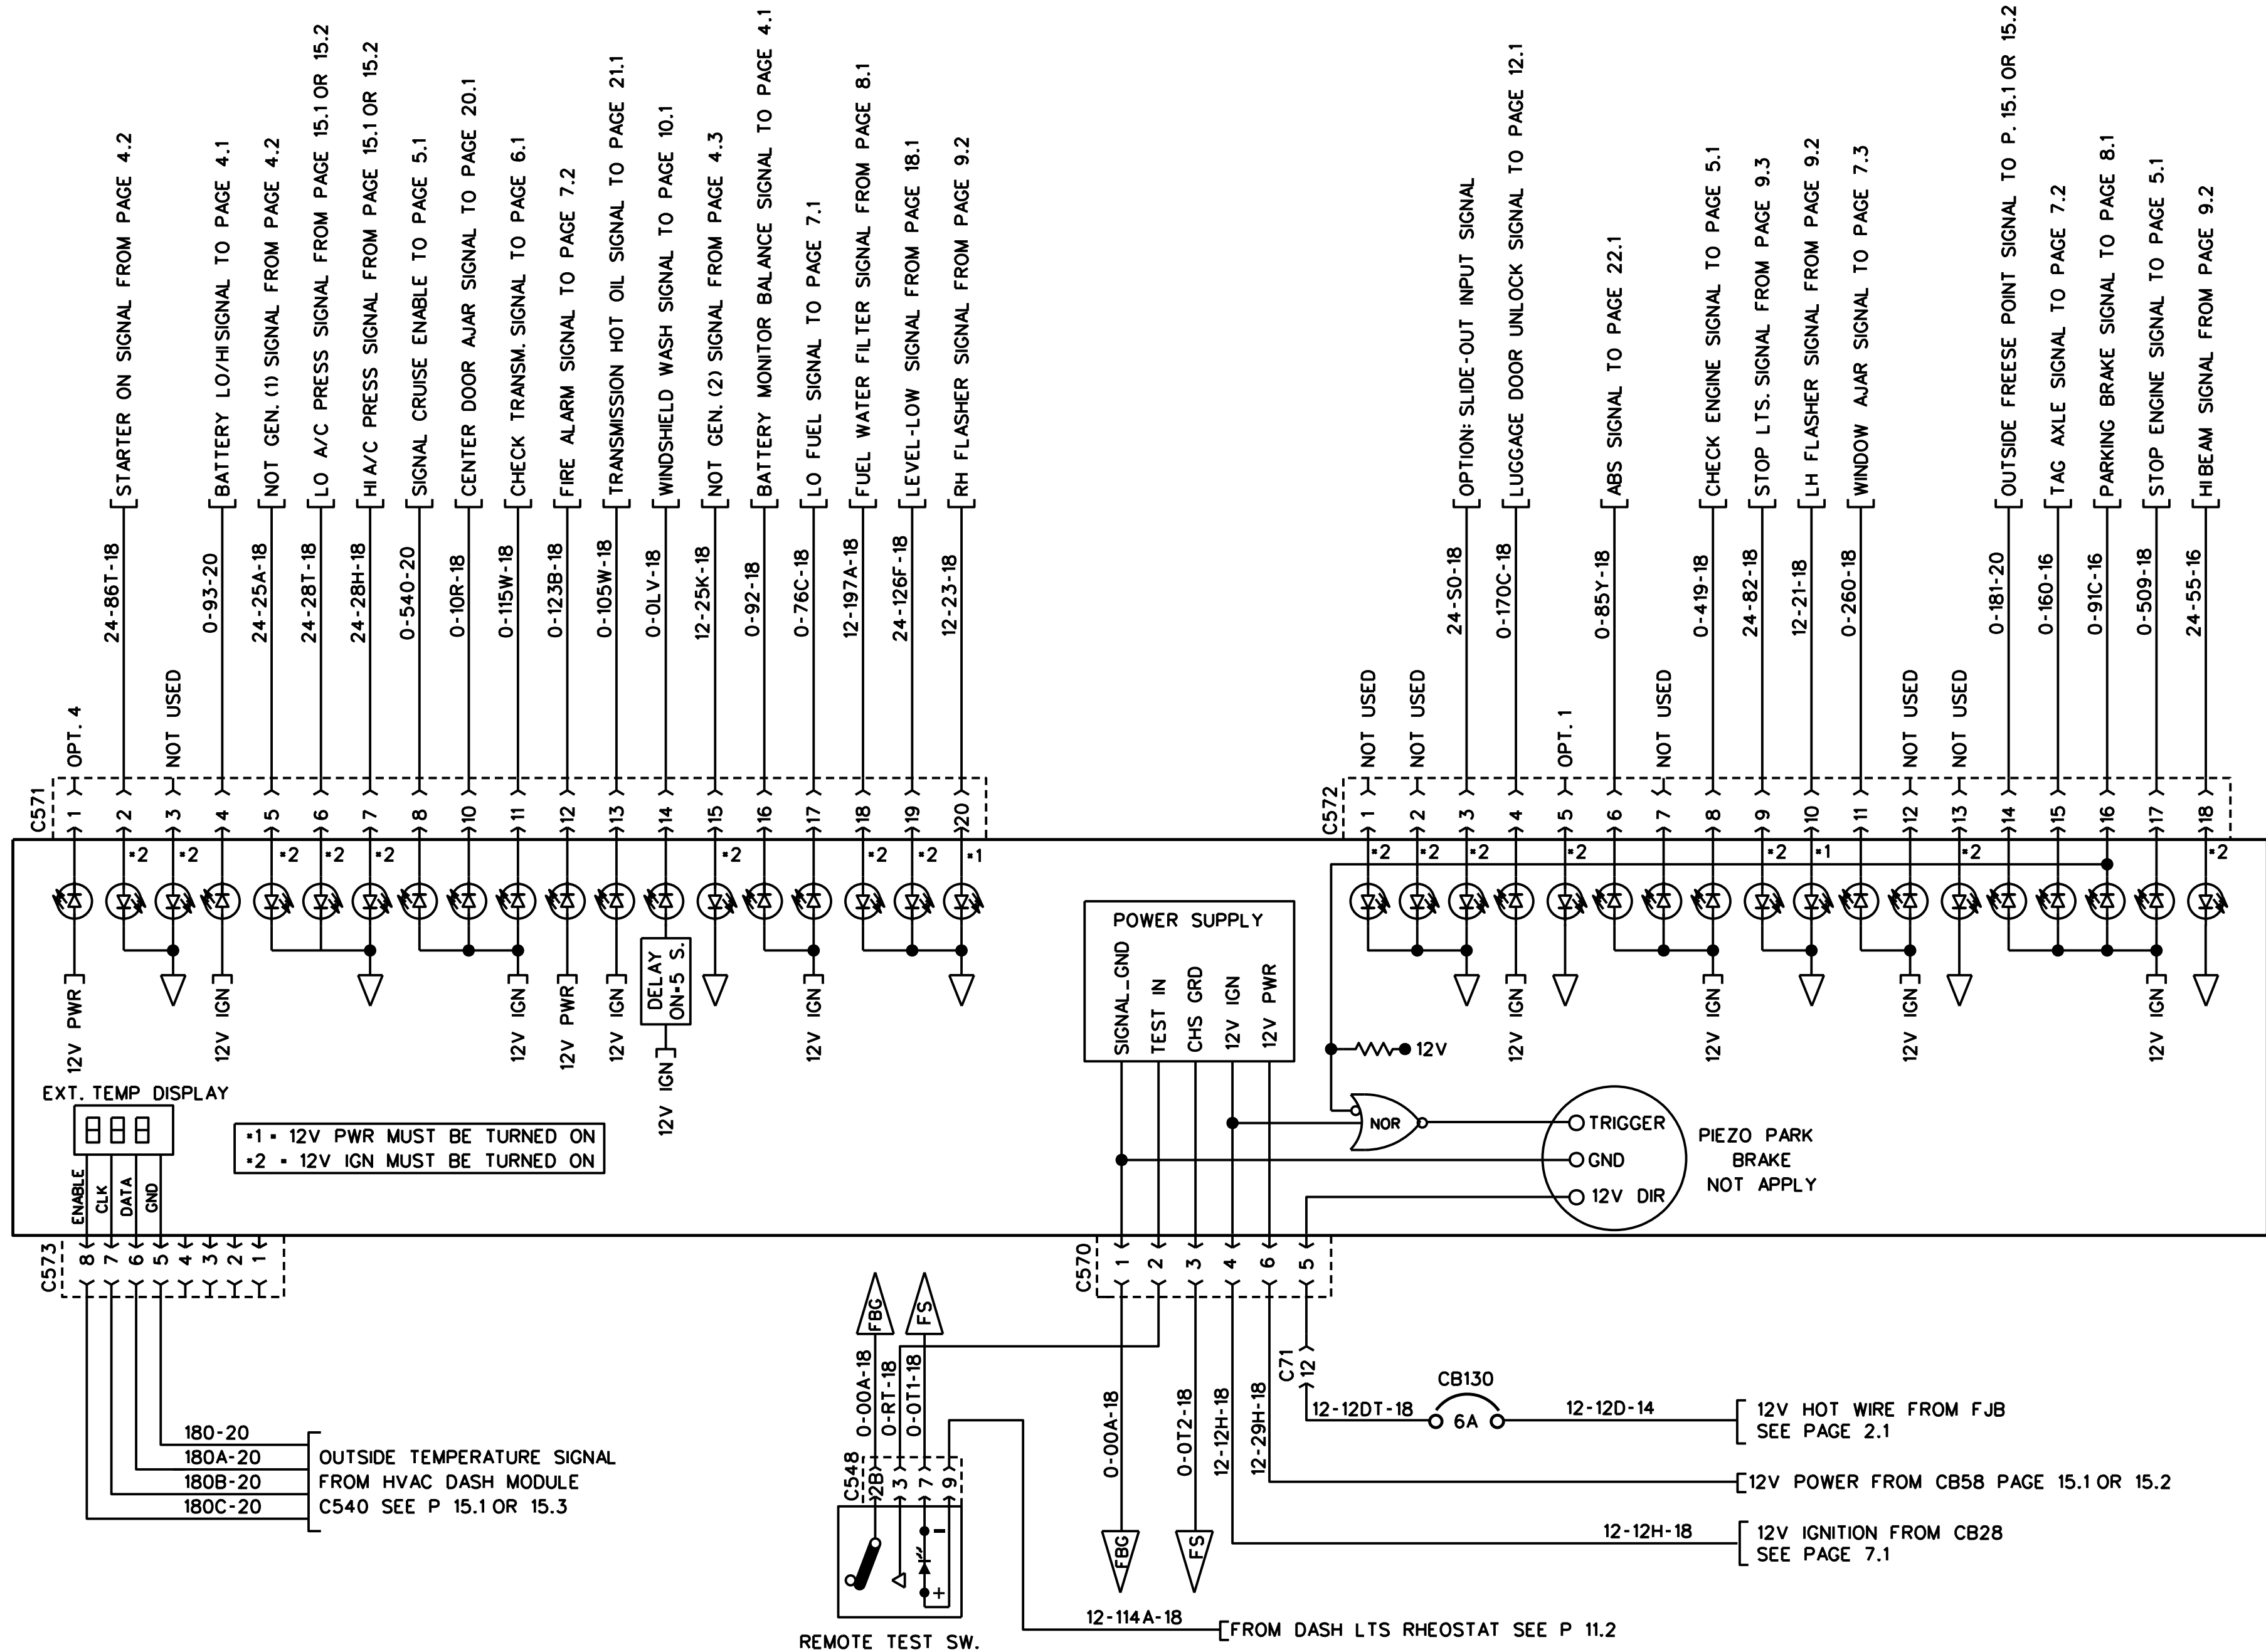 STARTER ON SIGNAL FROM PAGE 4.2
BATTERY LO/HI SIGNAL TO PAGE 4.1
NOT GEN. (1) SIGNAL FROM PAGE 4.2
LO A/C PRESS SIGNAL FROM PAGE 15.1 OR 15.2
HI A/C PRESS SIGNAL FROM PAGE 15.1 OR 15.2
SIGNAL CRUISE ENABLE TO PAGE 5.1
CENTER DOOR AJAR SIGNAL TO PAGE 20.1
CHECK TRANSM. SIGNAL TO PAGE 6.1
FIRE ALARM SIGNAL TO PAGE 7.2
TRANSMISSION HOT OIL SIGNAL TO PAGE 21.1
WINDSHIELD WASH SIGNAL TO PAGE 10.1
NOT GEN. (2) SIGNAL FROM PAGE 4.3
BATTERY MONITOR BALANCE SIGNAL TO PAGE 4.1
LO FUEL SIGNAL TO PAGE 7.1
FUEL WATER FILTER SIGNAL FROM PAGE 8.1
LEVEL-LOW SIGNAL FROM PAGE 18.1
RH FLASHER SIGNAL FROM PAGE 9.2
OPTION: SLIDE-OUT INPUT SIGNAL
LUGGAGE DOOR UNLOCK SIGNAL TO PAGE 12.1
ABS SIGNAL TO PAGE 22.1
CHECK ENGINE SIGNAL TO PAGE 5.1
STOP LTS. SIGNAL FROM PAGE 9.3
LH FLASHER SIGNAL FROM PAGE 9.2
WINDOW AJAR SIGNAL TO PAGE 7.3
OUTSIDE FREESE POINT SIGNAL TO P. 15.1 OR 15.2
TAG AXLE SIGNAL TO PAGE 7.2
PARKING BRAKE SIGNAL TO PAGE 8.1
STOP ENGINE SIGNAL TO PAGE 5.1
HI BEAM SIGNAL FROM PAGE 9.2
24-86T-18
0-93-20
24-25A-18
24-28T-18
24-28H-18
0-540-20
0-10R-18
0-115W-18
0-123B-18
0-105W-18
0-0LV-18
12-25K-18
0-92-18
0-76C-18
12-197A-18
24-126F-18
12-23-18
24-S0-18
0-170C-18
0-85Y-18
0-419-18
24-82-18
12-21-18
0-260-18
0-181-20
0-160-16
0-91C-16
0-509-18
24-55-16
OPT. 4
NOT USED
NOT USED
NOT USED
OPT. 1
NOT USED
NOT USED
NOT USED
C571
1
2
3
4
5
6
7
8
10
11
12
13
14
15
16
17
18
19
20
C572
1
2
3
4
5
6
7
8
9
10
11
12
13
14
15
16
17
18
*2
*2
*2
*2
*2
*2
*2
*2
*1
*2
*2
*2
*2
*2
*1
*2
*2
12V PWR
12V IGN
12V IGN
12V PWR
12V IGN
DELAY
ON=5 S.
12V IGN
12V IGN
POWER SUPPLY
SIGNAL_GND
TEST IN
CHS GRD
12V IGN
12V PWR
12V IGN
12V IGN
12V IGN
12V IGN
12V
NOR
TRIGGER
GND
12V DIR
PIEZO PARK
BRAKE
NOT APPLY
EXT. TEMP DISPLAY
888
*1 = 12V PWR MUST BE TURNED ON
*2 = 12V IGN MUST BE TURNED ON
ENABLE
CLK
DATA
GND
C573
8
7
6
5
4
3
2
1
C570
1
2
3
4
6
5
180-20
180A-20
180B-20
180C-20
OUTSIDE TEMPERATURE SIGNAL
FROM HVAC DASH MODULE
C540 SEE P 15.1 OR 15.3
FBG
FS
0-00A-18
0-RT-18
0-0T1-18
C548
2B
3
7
9
-
+
REMOTE TEST SW.
0-00A-18
0-0T2-18
12-12H-18
12-29H-18
FBG
FS
C71
12
12-12DT-18
CB130
6A
12-12D-14
12V HOT WIRE FROM FJB
SEE PAGE 2.1
12V POWER FROM CB58 PAGE 15.1 OR 15.2
12-12H-18
12V IGNITION FROM CB28
SEE PAGE 7.1
12-114A-18
FROM DASH LTS RHEOSTAT SEE P 11.2